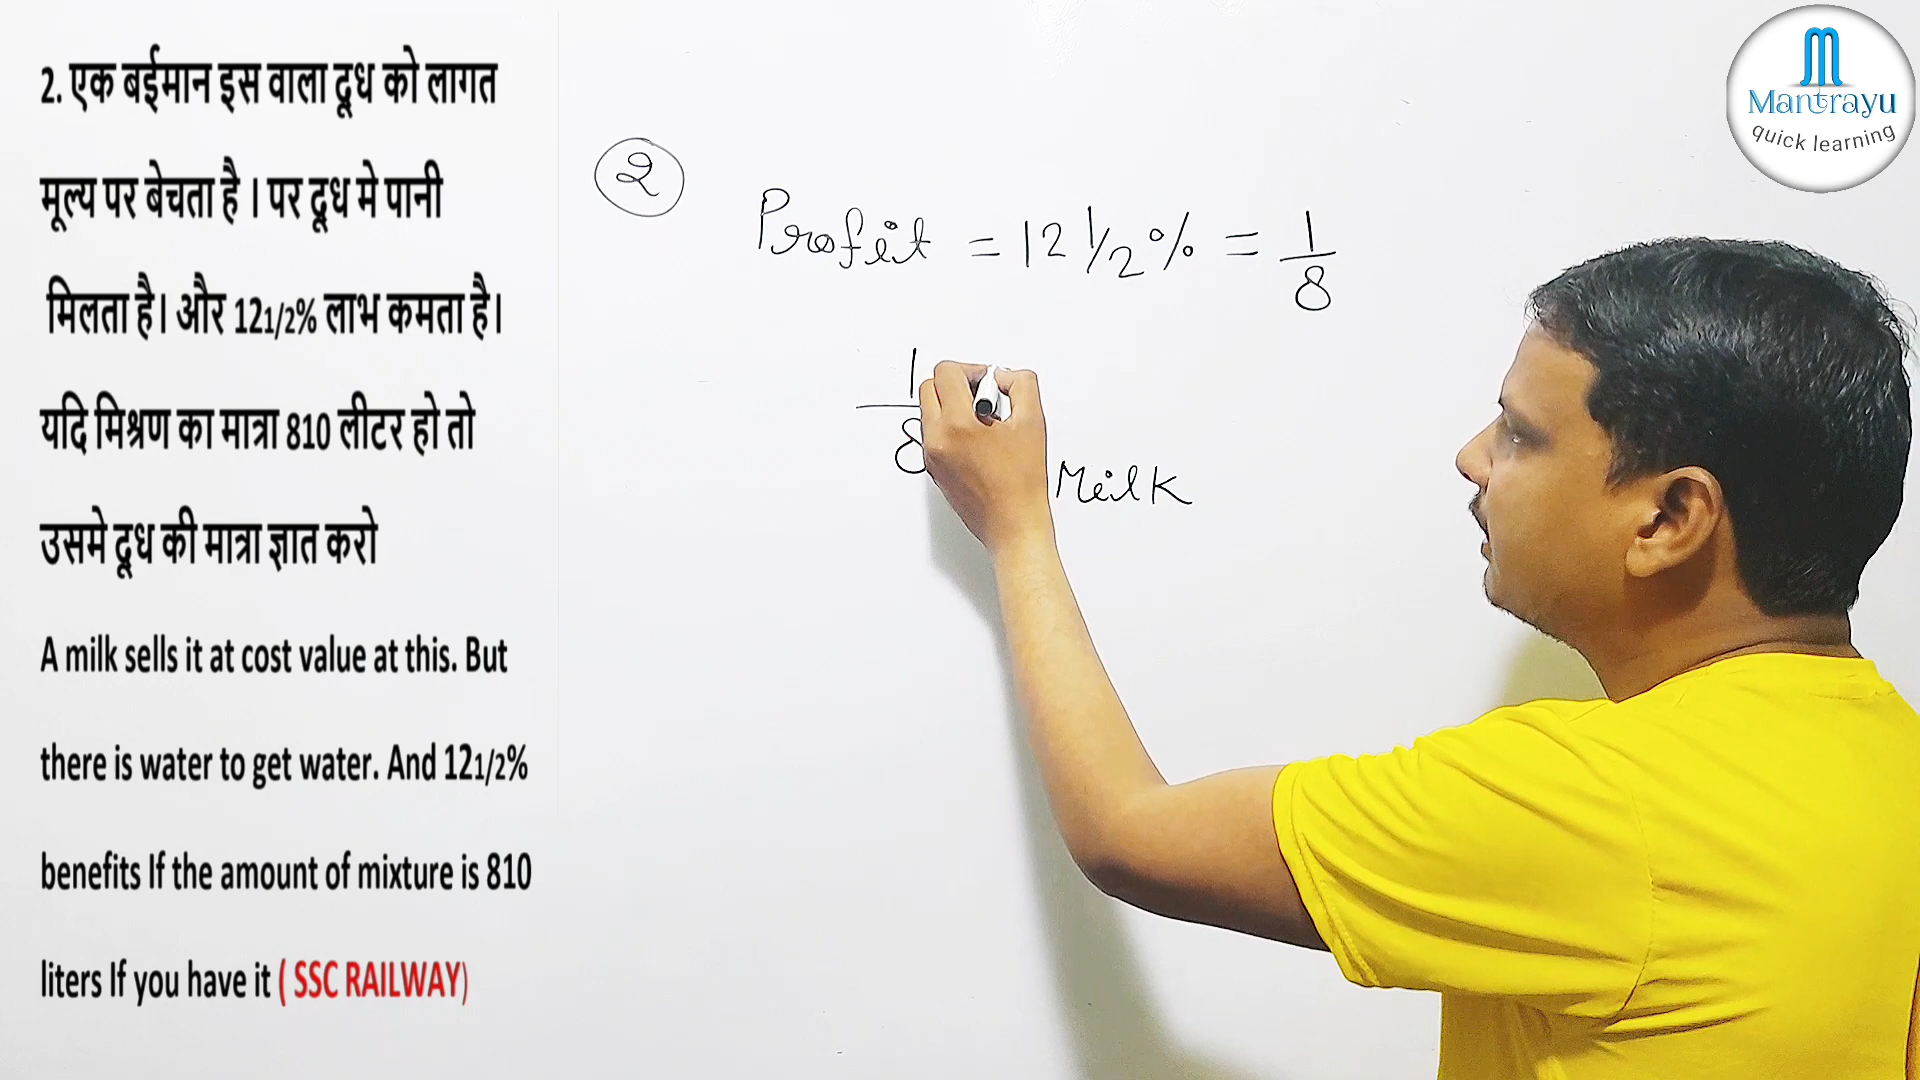 2. एक बईमान इस वाला दूध को लागत
मूल्य पर बेचता है । पर दूध मे पानी
मिलता है। और 121/2% लाभ कमता है।
यदि मिश्रण का मात्रा 810 लीटर हो तो
उसमे दूध की मात्रा ज्ञात करो
A milk sells it at cost value at this. But
there is water to get water. And 121/2%
benefits If the amount of mixture is 810
liters If you have it ( SSC RAILWAY)
2
Profit = 12 1/2 % = 1/8
1
8
Milk
Mantrayu
quick learning